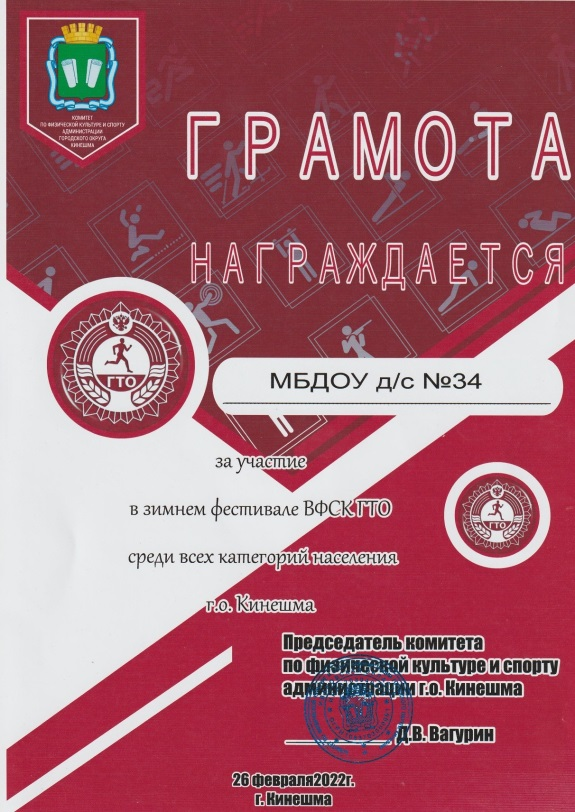 КОМИТЕТ
ПО ФИЗИЧЕСКОЙ КУЛЬТУРЕ И СПОРТУ
АДМИНИСТРАЦИИ
ГОРОДСКОГО ОКРУГА
КИНЕШМА
ГРАМОТА
НАГРАЖДАЕТСЯ
ГТО
МБДОУ д/с №34
за участие
в зимнем фестивале ВФСК ГТО
среди всех категорий населения
г.о. Кинешма
ГТО
Председатель комитета
по физической культуре и спорту
администрации г.о. Кинешма
Д.В. Вагурин
26 февраля2022г.
г. Кинешма